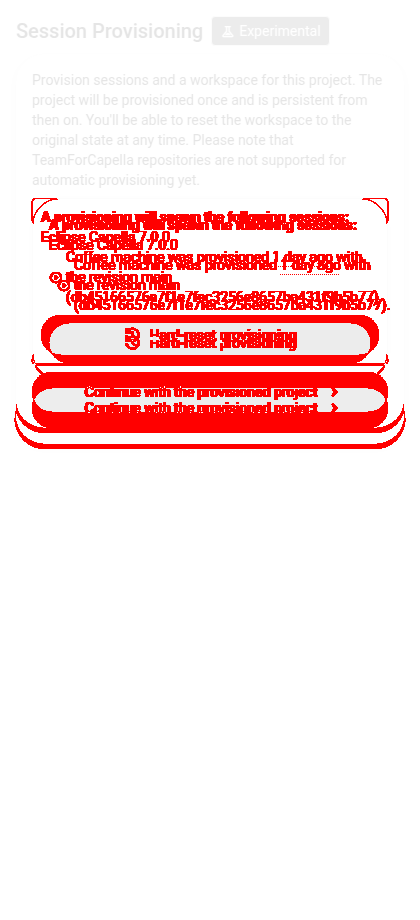 Session Provisioning
Experimental
Provision sessions and a workspace for this project. The
project will be provisioned once and is persistent from
then on. You'll be able to reset the workspace to the
original state at any time. Please note that
TeamForCapella repositories are not supported for
automatic provisioning yet.
A provisioning will spawn the following sessions:
Eclipse Capella 7.0.0
Coffee machine was provisioned 1 day ago with
the revision main
Hard reset provisioning
Continue with the provisioned project